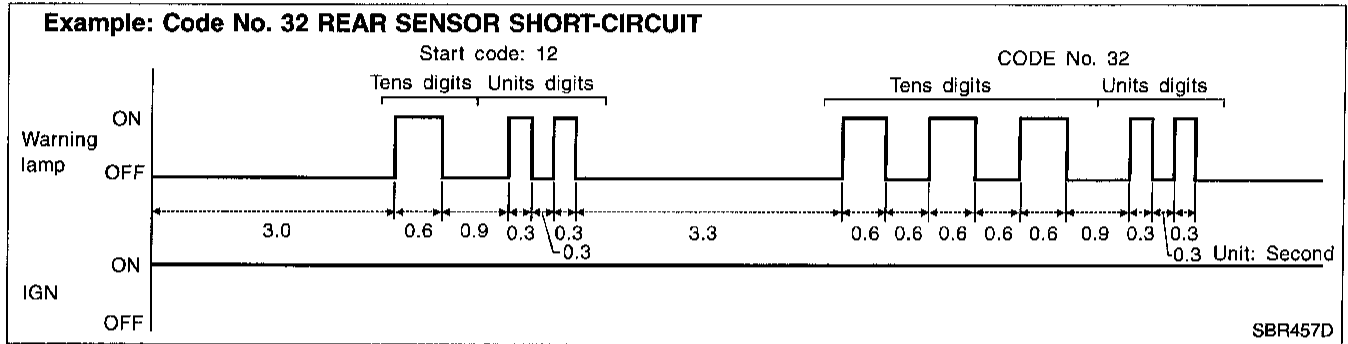 Example: Code No. 32 REAR SENSOR SHORT-CIRCUIT
Start code: 12
CODE No. 32
Tens digits Units digits
Tens digits Units digits
ON
Warning
lamp
OFF
3.0 0.6 0.9 0.3 0.3 3.3 0.6 0.6 0.6 0.6 0.6 0.9 0.3 0.3
0.3 0.3 Unit: Second
ON
IGN
OFF
SBR457D